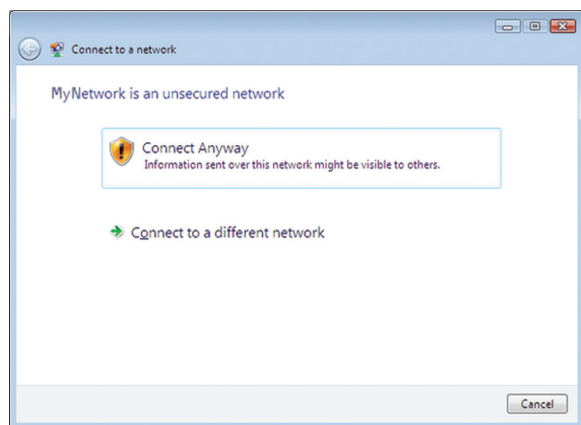 Connect to a network
MyNetwork is an unsecured network
Connect Anyway
Information sent over this network might be visible to others.
Connect to a different network
Cancel